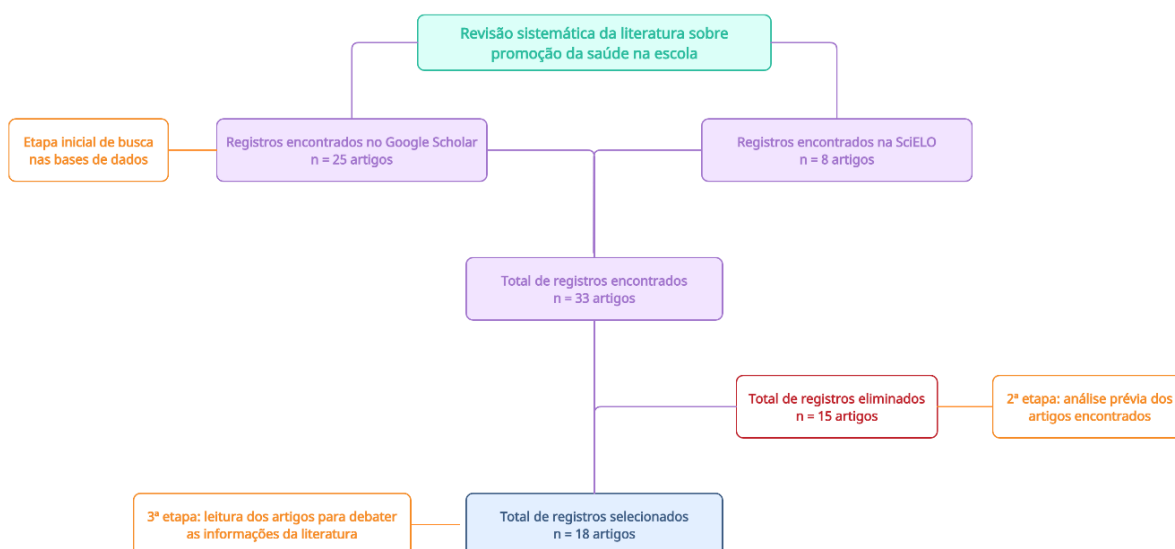 Revisão sistemática da literatura sobre
promoção da saúde na escola
Etapa inicial de busca
nas bases de dados
Registros encontrados no Google Scholar
n = 25 artigos
Registros encontrados na SciELO
n = 8 artigos
Total de registros encontrados
n = 33 artigos
Total de registros eliminados
n = 15 artigos
2ª etapa: análise prévia dos
artigos encontrados
3ª etapa: leitura dos artigos para debater
as informações da literatura
Total de registros selecionados
n = 18 artigos